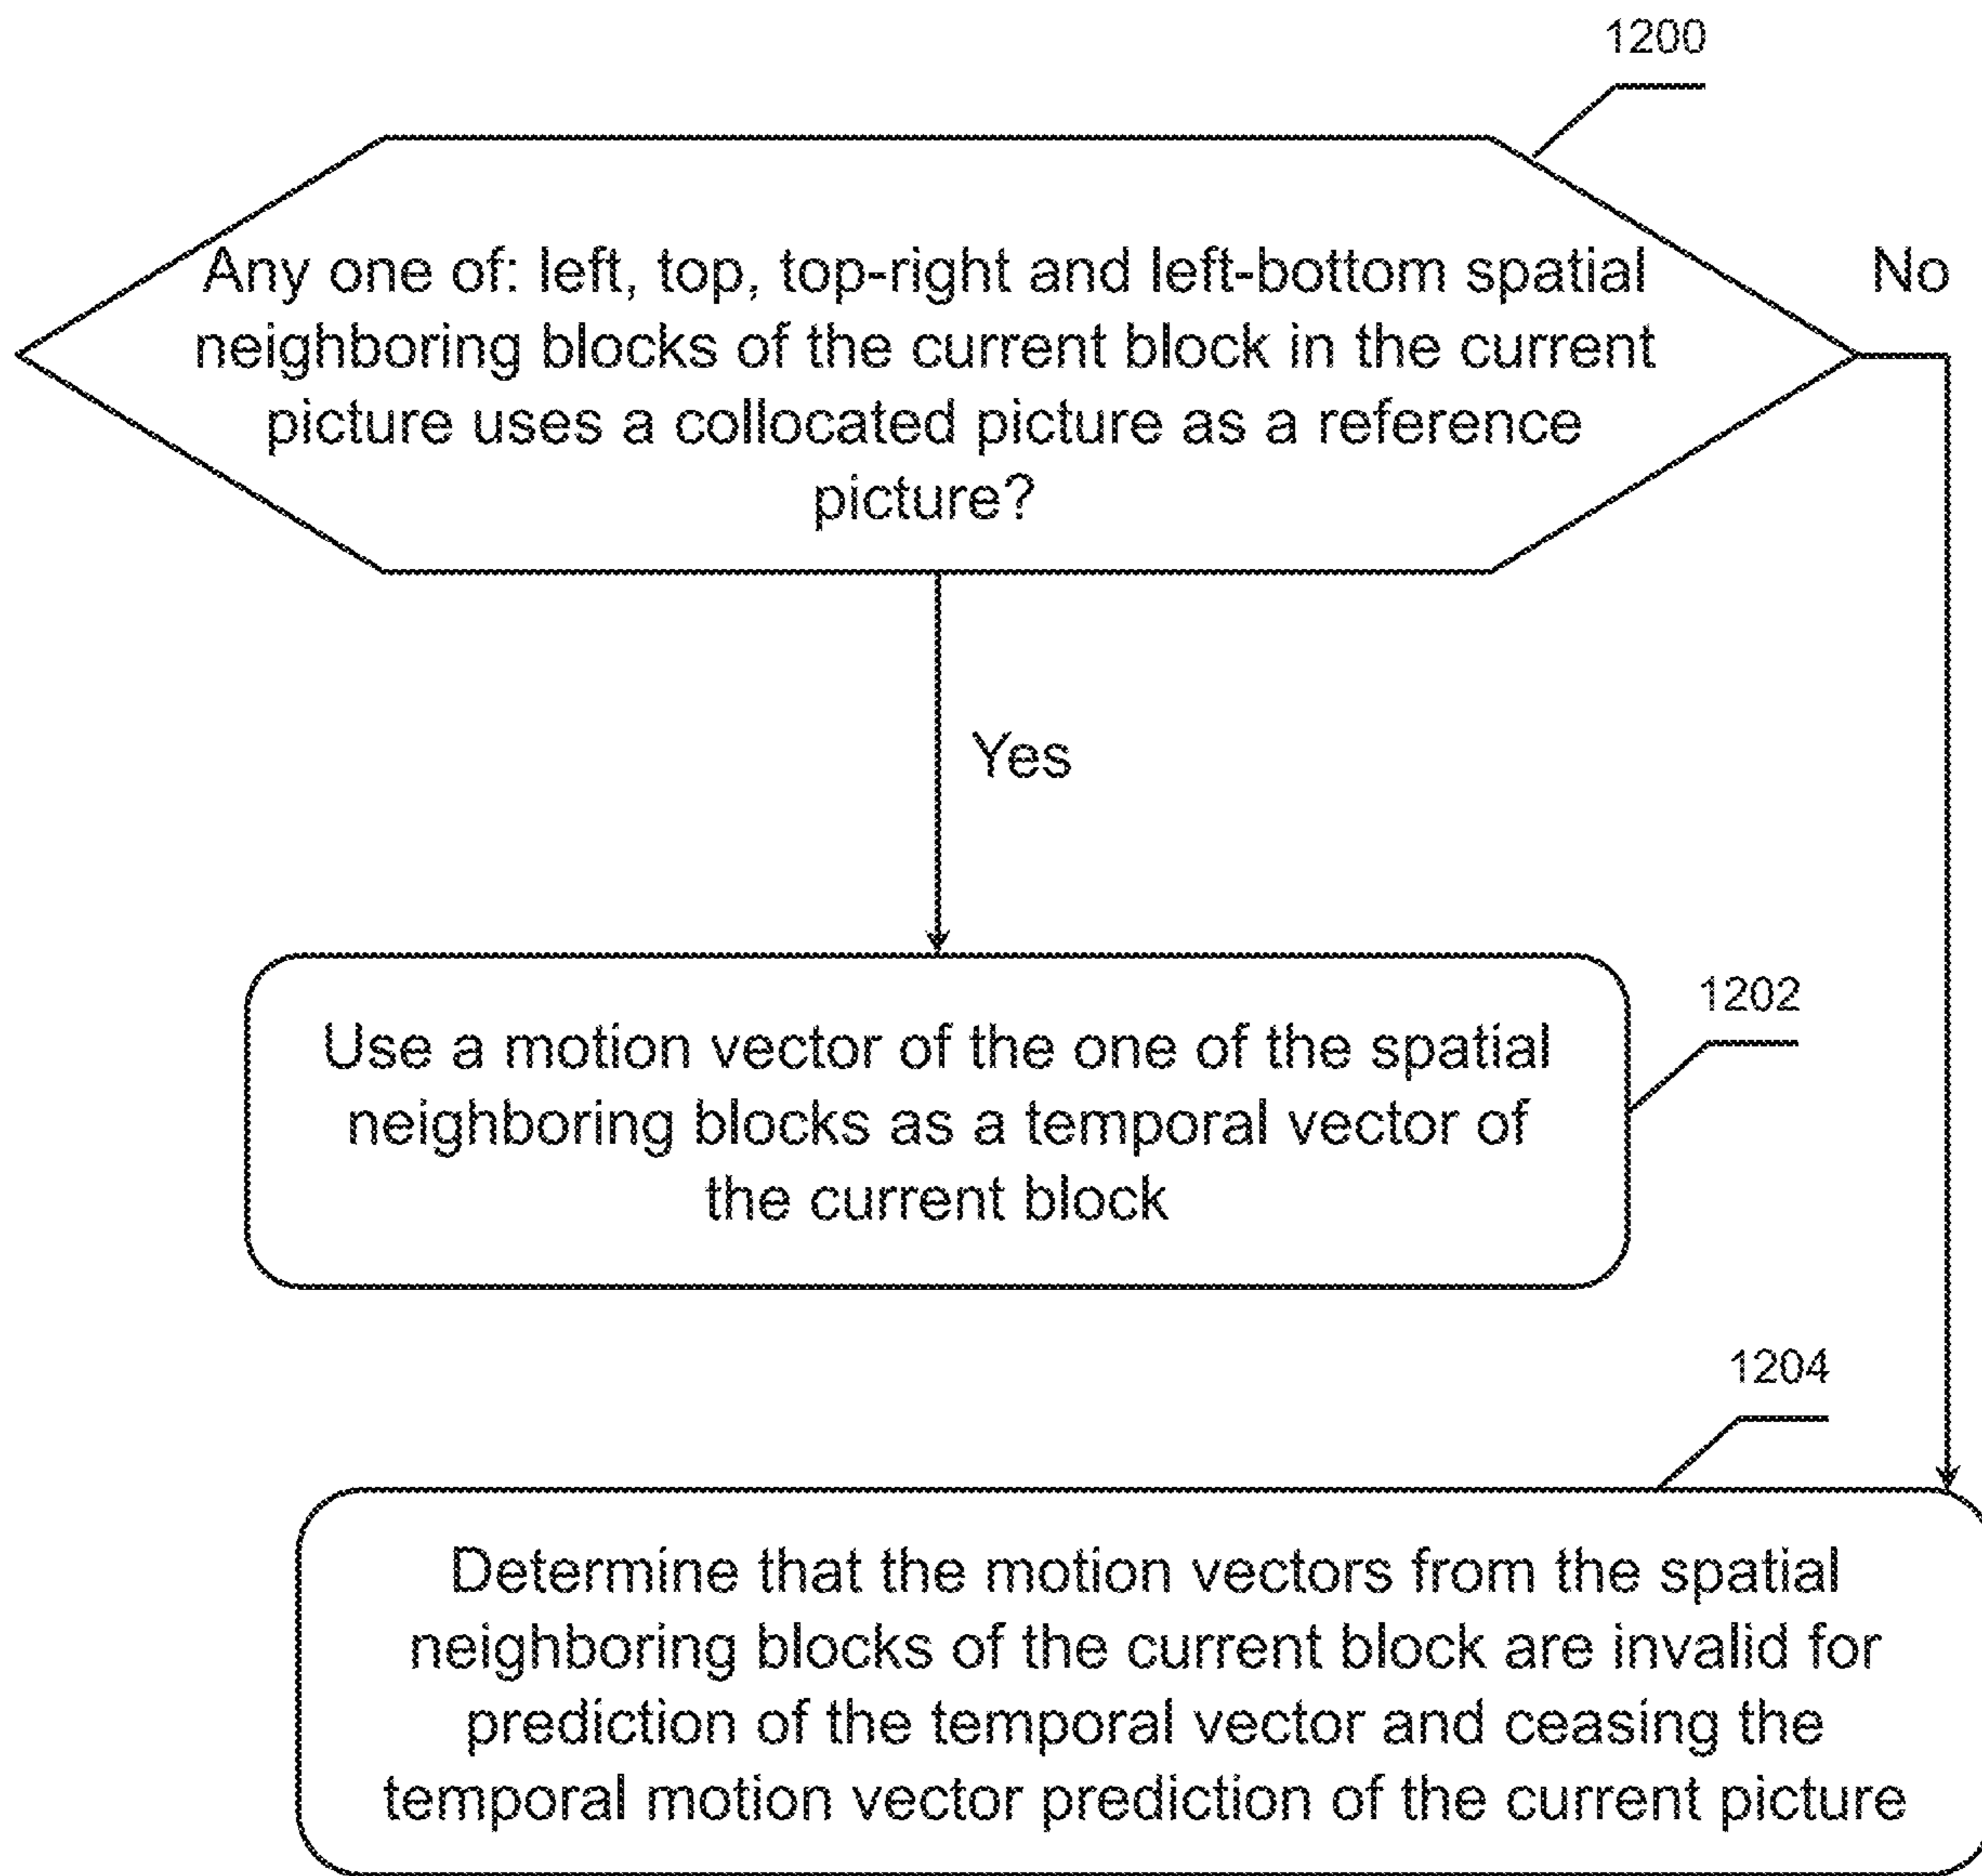 1200
Any one of: left, top, top-right and left-bottom spatial
neighboring blocks of the current block in the current
picture uses a collocated picture as a reference
picture?
No
Yes
1202
Use a motion vector of the one of the spatial
neighboring blocks as a temporal vector of
the current block
1204
Determine that the motion vectors from the spatial
neighboring blocks of the current block are invalid for
prediction of the temporal vector and ceasing the
temporal motion vector prediction of the current picture